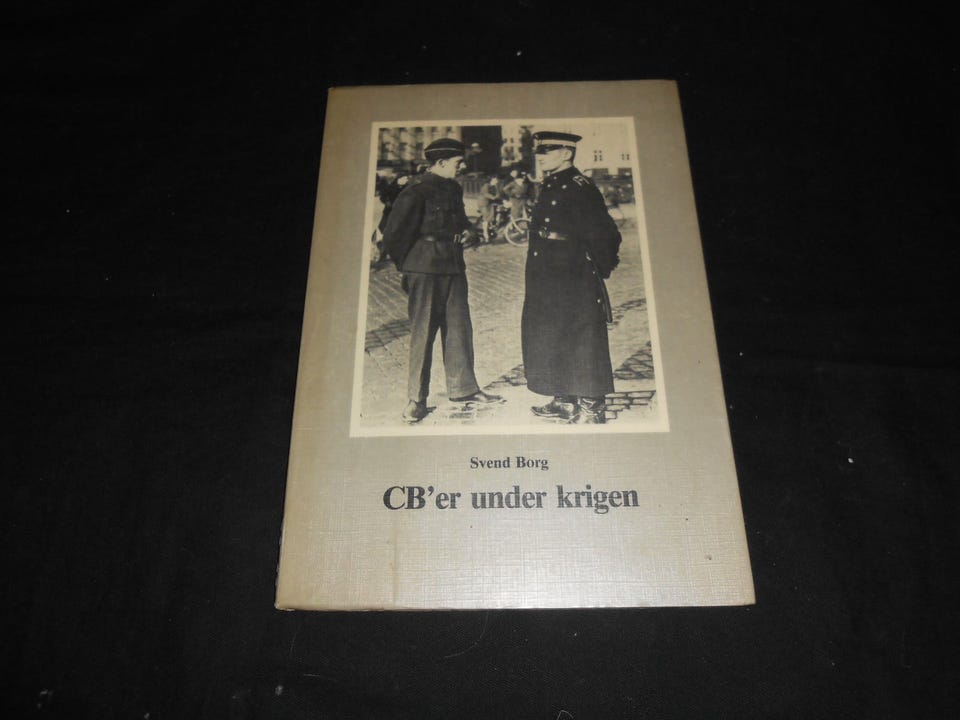 Svend Borg
CB'er under krigen